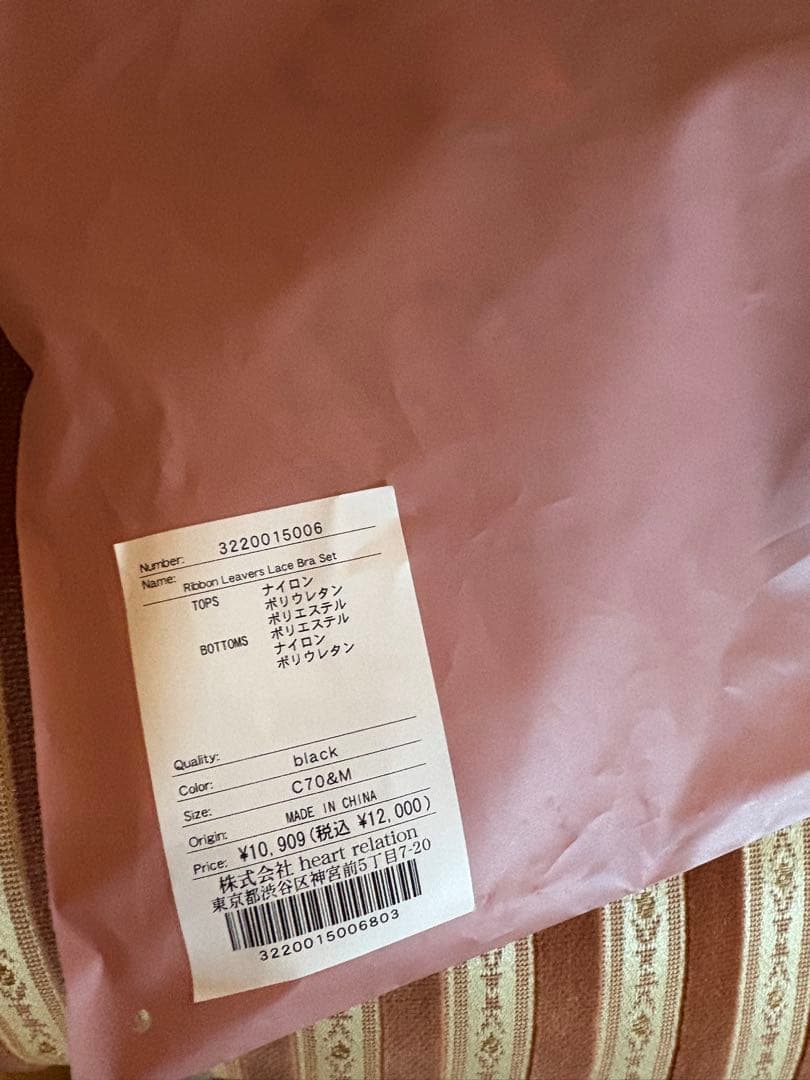 Number: 3220015006
Name: Ribbon Leavers Lace Bra Set
TOPS ナイロン
ポリウレタン
ポリエステル
BOTTOMS ポリエステル
ナイロン
ポリウレタン
Quality:
Color: black
Size: C70&M
Origin: MADE IN CHINA
Price: ¥10,909(税込 ¥12,000)
株式会社 heart relation
東京都渋谷区神宮前5丁目7-20
3220015006803